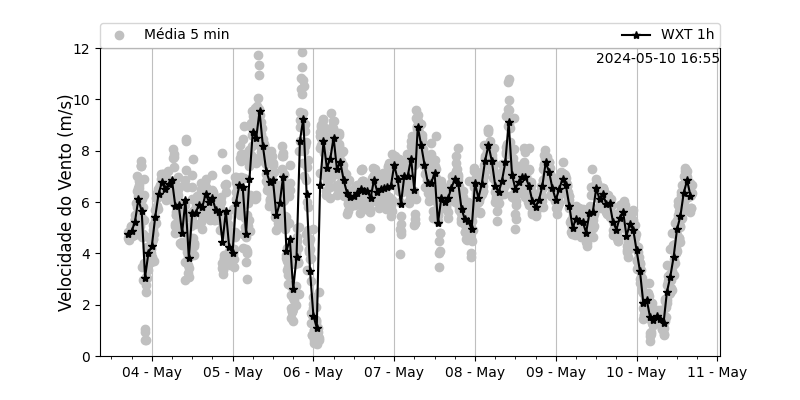 Média 5 min
WXT 1h
2024-05-10 16:55
Velocidade do Vento (m/s)
12
10
8
6
4
2
0
04 - May
05 - May
06 - May
07 - May
08 - May
09 - May
10 - May
11 - May